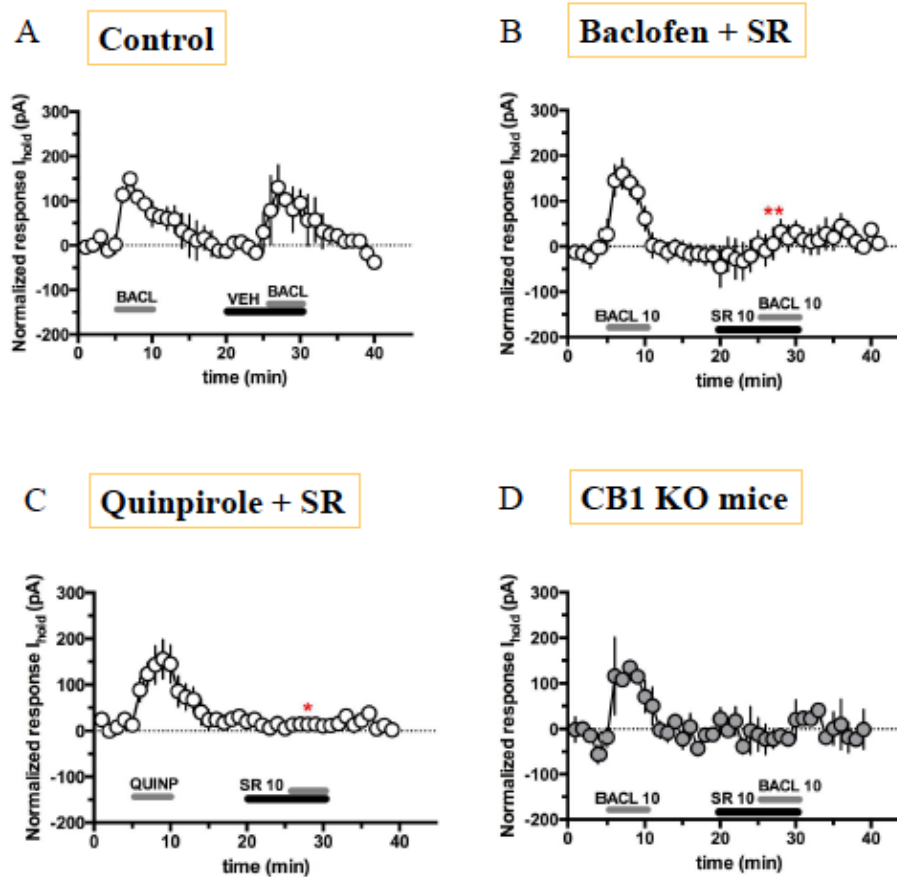 A Control
Normalized response Ihold (pA)
300
200
100
0
-100
-200
BACL
VEH
BACL
0 10 20 30 40
time (min)
B Baclofen + SR
Normalized response Ihold (pA)
300
200
100
0
-100
-200
**
BACL 10
SR 10
BACL 10
0 10 20 30 40
time (min)
C Quinpirole + SR
Normalized response Ihold (pA)
300
200
100
0
-100
-200
*
QUINP
SR 10
0 10 20 30 40
time (min)
D CB1 KO mice
Normalized response Ihold (pA)
300
200
100
0
-100
-200
BACL 10
SR 10
BACL 10
0 10 20 30 40
time (min)